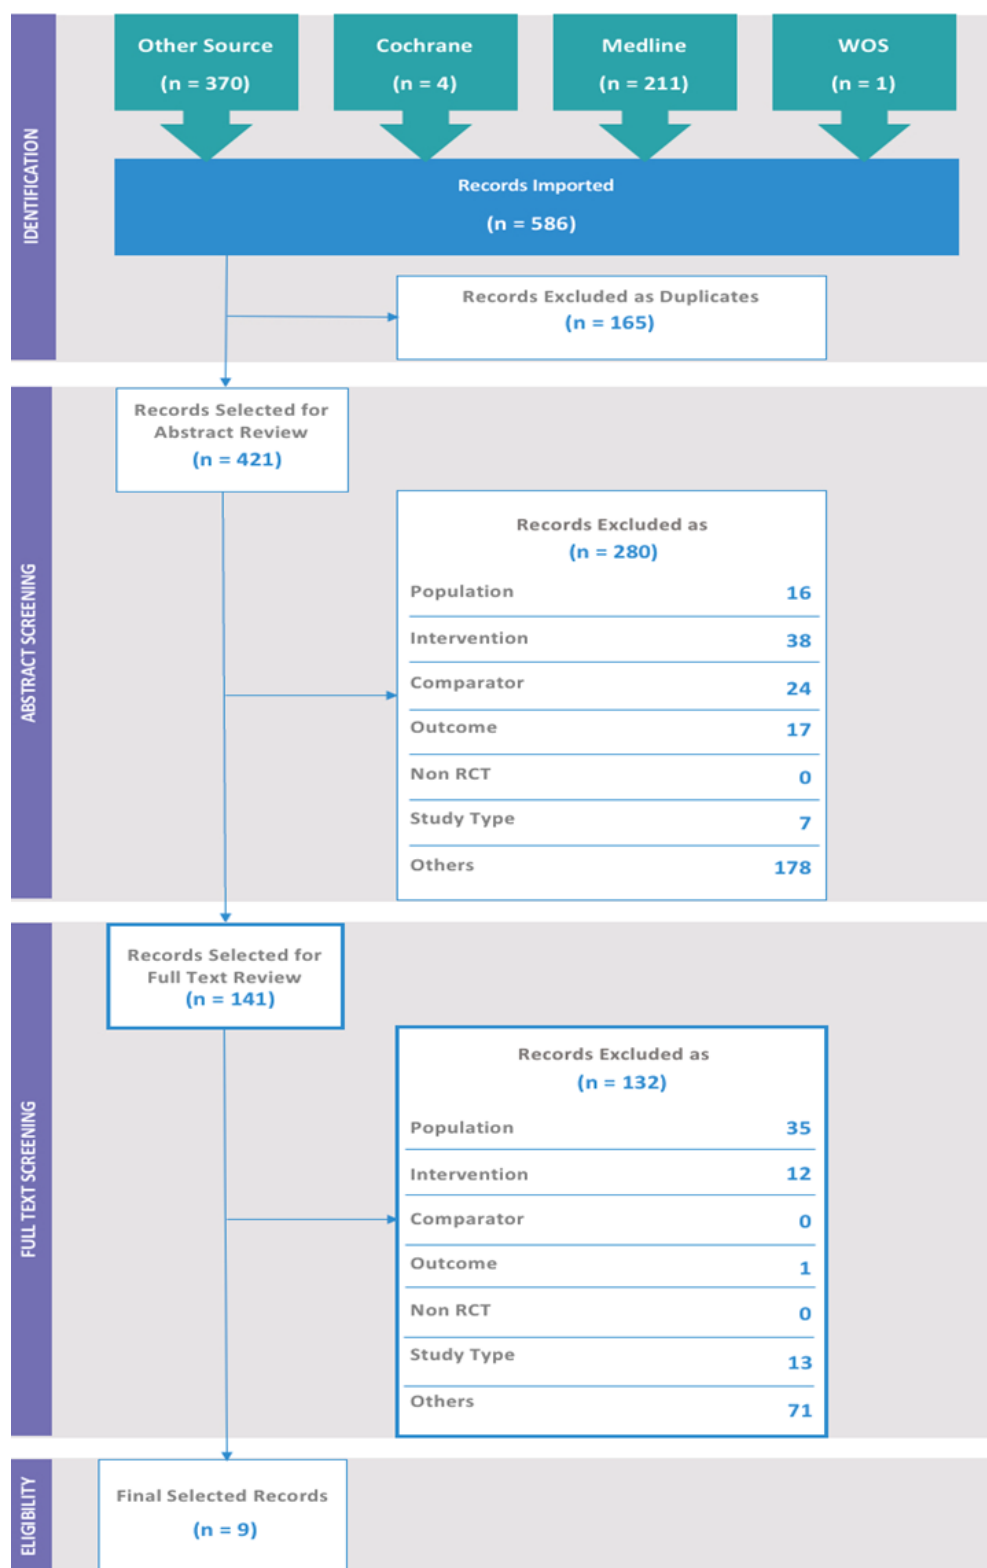 IDENTIFICATION
Other Source
(n = 370)
Cochrane
(n = 4)
Medline
(n = 211)
WOS
(n = 1)
Records Imported
(n = 586)
Records Excluded as Duplicates
(n = 165)
ABSTRACT SCREENING
Records Selected for
Abstract Review
(n = 421)
Records Excluded as
(n = 280)
Population 16
Intervention 38
Comparator 24
Outcome 17
Non RCT 0
Study Type 7
Others 178
FULL TEXT SCREENING
Records Selected for
Full Text Review
(n = 141)
Records Excluded as
(n = 132)
Population 35
Intervention 12
Comparator 0
Outcome 1
Non RCT 0
Study Type 13
Others 71
ELIGIBILITY
Final Selected Records
(n = 9)